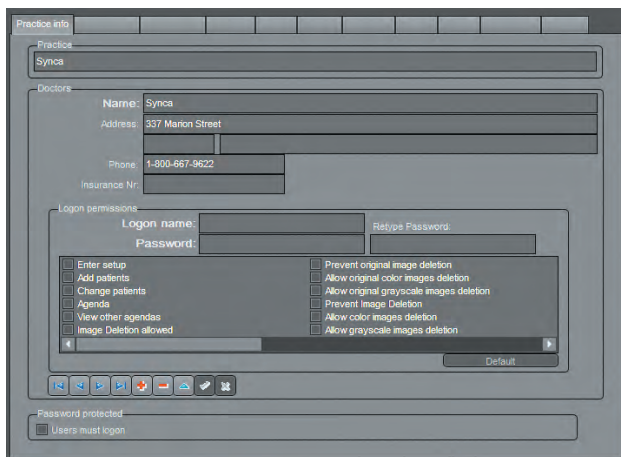 Practice info
Practice
Synca
Doctors
Name: Synca
Address: 337 Marion Street
Phone: 1-800-667-9622
Insurance Nr:
Logon permissions
Logon name:
Retype Password:
Password:
Enter setup Prevent original image deletion
Add patients Allow original color images deletion
Change patients Allow original grayscale images deletion
Agenda Prevent Image Deletion
View other agendas Allow color images deletion
Image Deletion allowed Allow grayscale images deletion
Default
Password protected
Users must logon